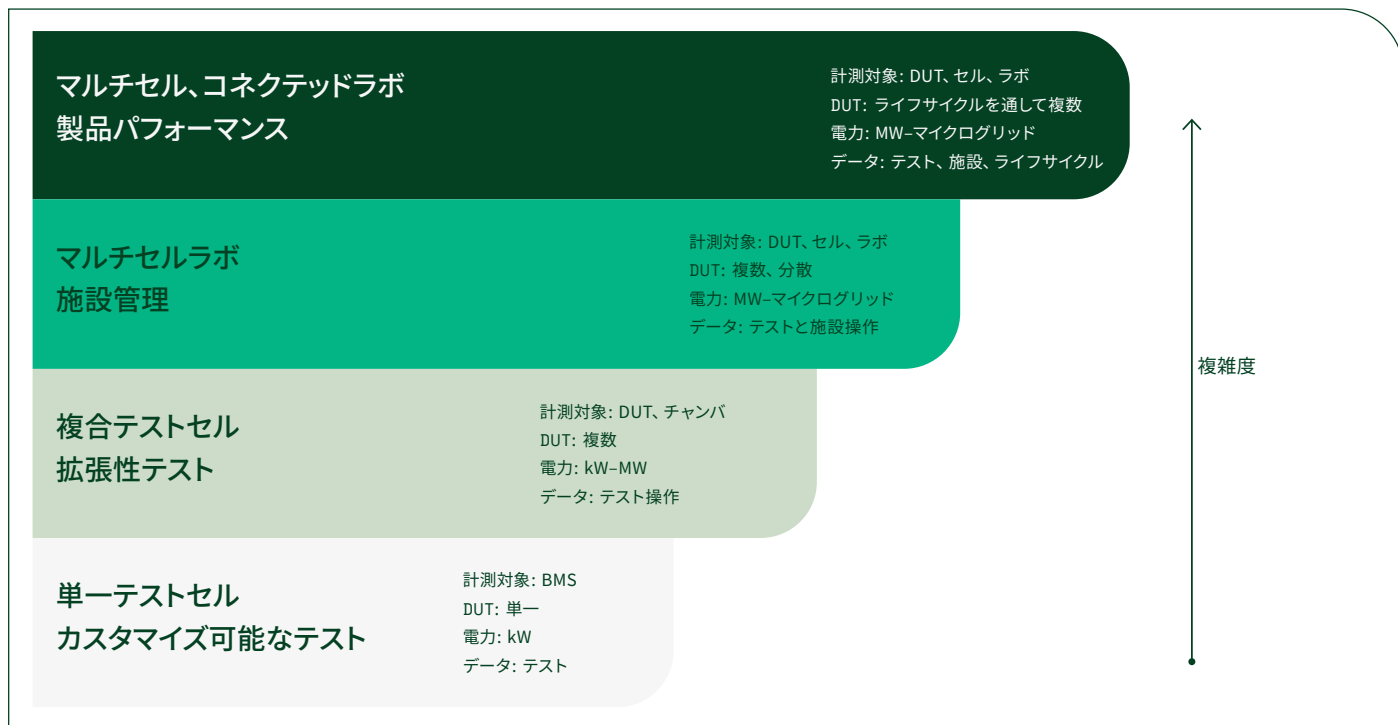 マルチセル、コネクテッドラボ
製品パフォーマンス
計測対象: DUT、セル、ラボ
DUT: ライフサイクルを通して複数
電力: MW–マイクログリッド
データ: テスト、施設、ライフサイクル
マルチセルラボ
施設管理
計測対象: DUT、セル、ラボ
DUT: 複数、分散
電力: MW–マイクログリッド
データ: テストと施設操作
複合テストセル
拡張性テスト
計測対象: DUT、チャンバ
DUT: 複数
電力: kW–MW
データ: テスト操作
単一テストセル
カスタマイズ可能なテスト
計測対象: BMS
DUT: 単一
電力: kW
データ: テスト
複雑度